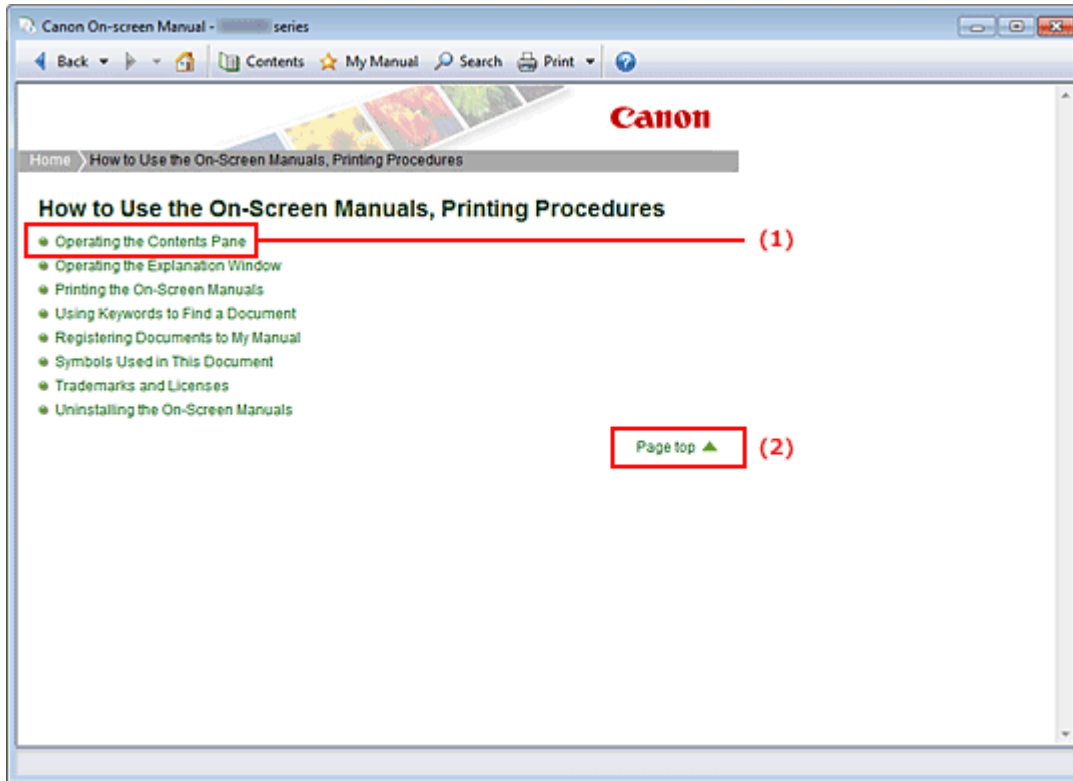 Canon On-screen Manual - series
Back Contents My Manual Search Print
Canon
Home How to Use the On-Screen Manuals, Printing Procedures
How to Use the On-Screen Manuals, Printing Procedures
Operating the Contents Pane (1)
Operating the Explanation Window
Printing the On-Screen Manuals
Using Keywords to Find a Document
Registering Documents to My Manual
Symbols Used in This Document
Trademarks and Licenses
Uninstalling the On-Screen Manuals
Page top (2)